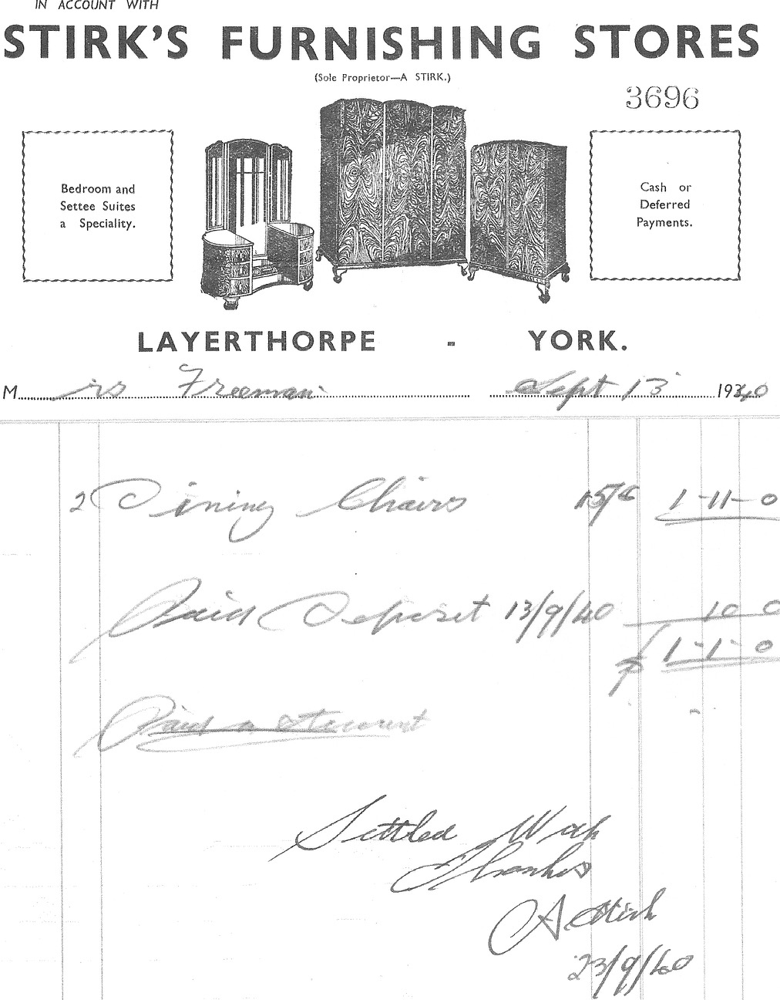 IN ACCOUNT WITH
STIRK'S FURNISHING STORES
(Sole Proprietor—A STIRK.)
3696
Bedroom and
Settee Suites
a Speciality.
Cash or
Deferred
Payments.
LAYERTHORPE - YORK.
Mrs Freeman Sept 13 1940
2 Dining Chairs 15/6 1-11-0
Paid Deposit 13/9/40 10 0
£ 1-1-0
Paid n Account
Settled With
Thanks
A Stirk
23/9/40